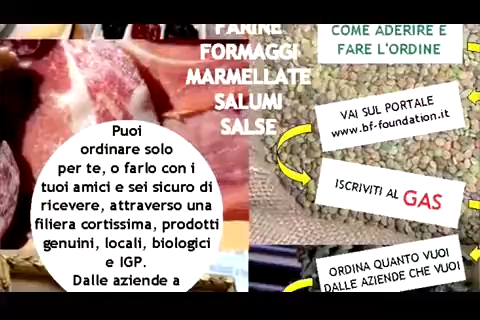 FARINE
FORMAGGI
MARMELLATE
SALUMI
SALSE
Puoi
ordinare solo
per te, o farlo con i
tuoi amici e sei sicuro di
ricevere, attraverso una
filiera cortissima, prodotti
genuini, locali, biologici
e IGP.
Dalle aziende a
COME ADERIRE E
FARE L'ORDINE
VAI SUL PORTALE
www.bf-foundation.it
ISCRIVITI AL GAS
ORDINA QUANTO VUOI
DALLE AZIENDE CHE VUOI